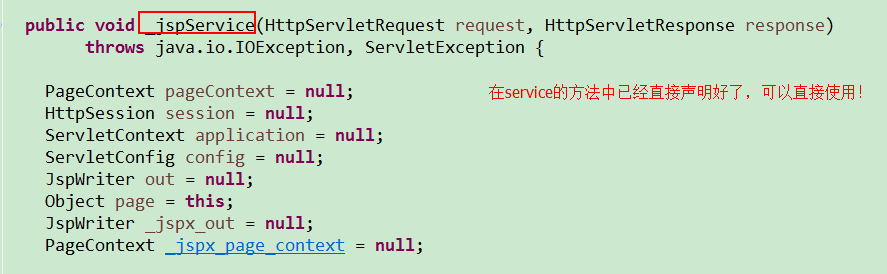 public void _jspService(HttpServletRequest request, HttpServletResponse response)
throws java.io.IOException, ServletException {
PageContext pageContext = null;
在service的方法中已经直接声明好了，可以直接使用！
HttpSession session = null;
ServletContext application = null;
ServletConfig config = null;
JspWriter out = null;
Object page = this;
JspWriter _jspx_out = null;
PageContext _jspx_page_context = null;